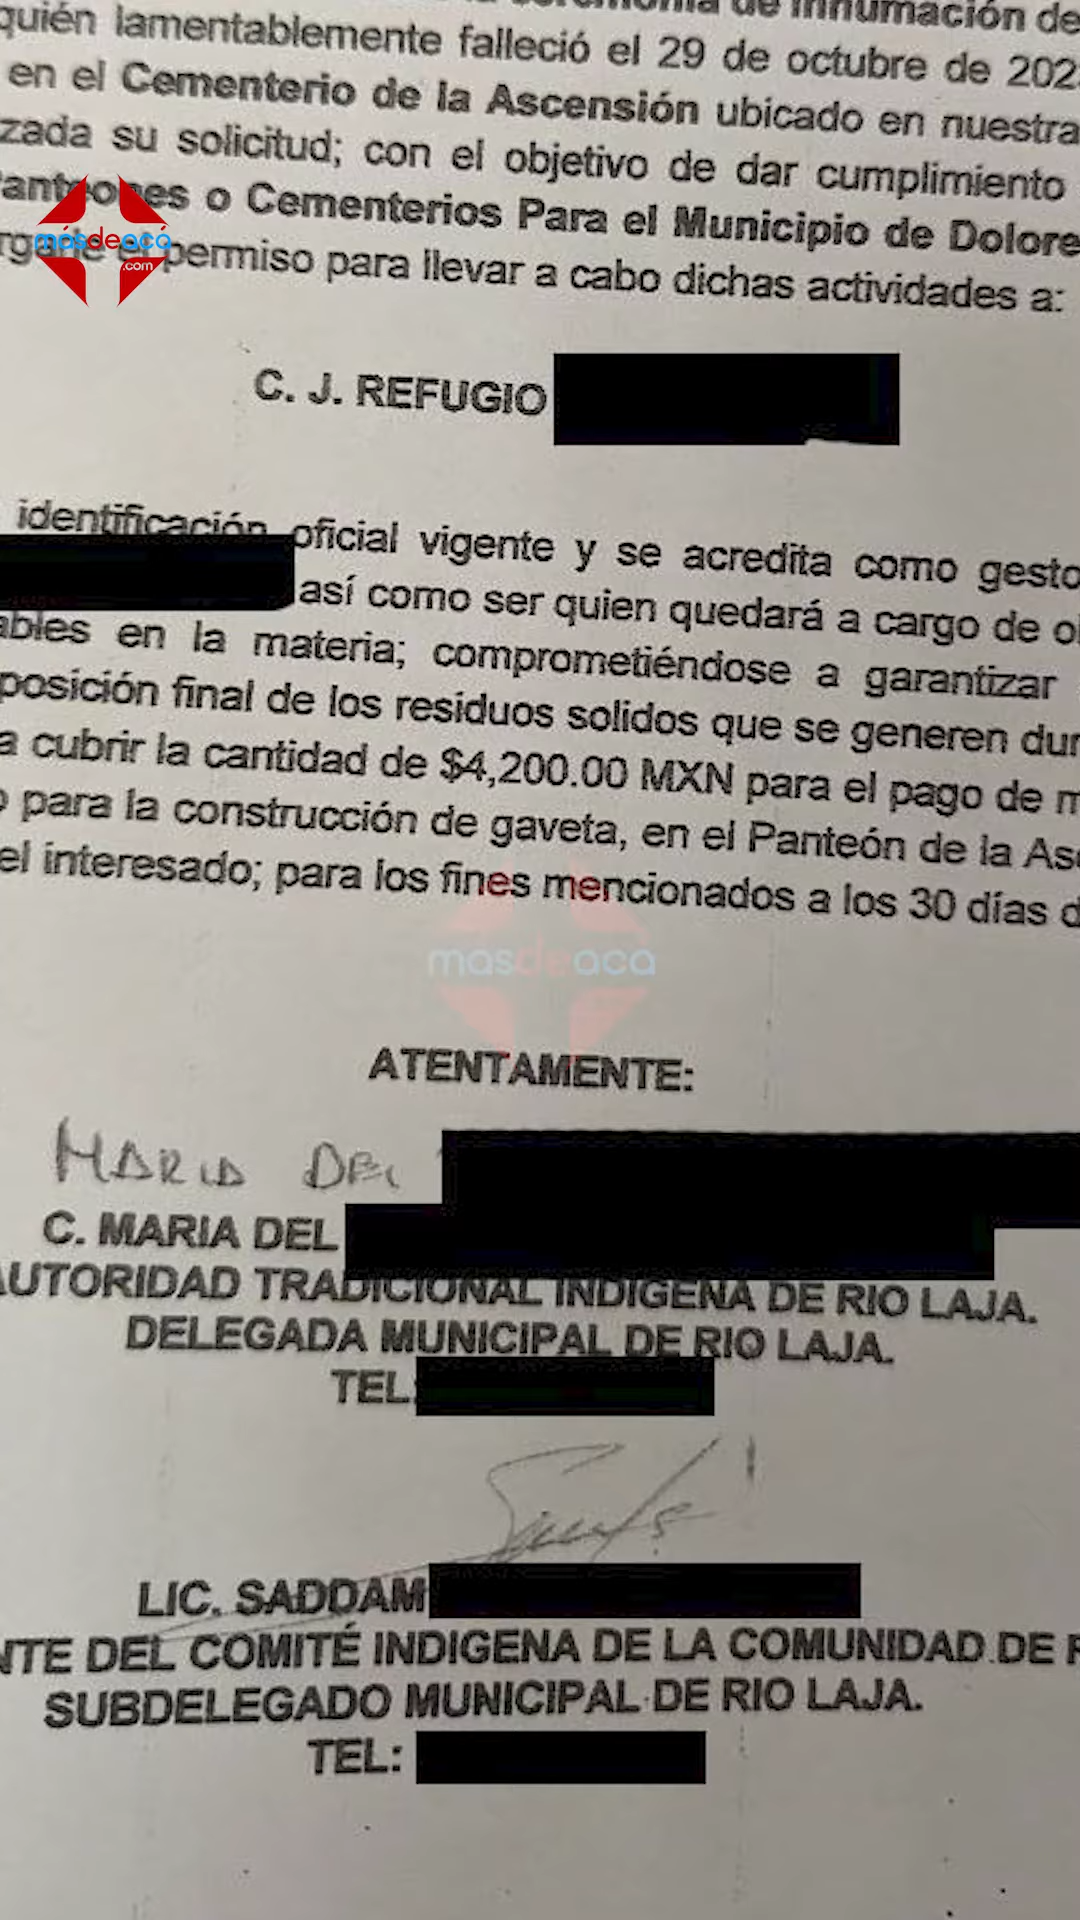 de Inhumación de
quién lamentablemente falleció el 29 de octubre de 202
en el Cementerio de la Ascensión ubicado en nuestra
zada su solicitud; con el objetivo de dar cumplimiento
Panteones o Cementerios Para el Municipio de Dolore
permiso para llevar a cabo dichas actividades a:
masdeacá
.com
C. J. REFUGIO
identificación oficial vigente y se acredita como gesto
así como ser quien quedará a cargo de o
ables en la materia; comprometiéndose a garantizar
posición final de los residuos solidos que se generen dur
a cubrir la cantidad de $4,200.00 MXN para el pago de m
o para la construcción de gaveta, en el Panteón de la As
el interesado; para los fines mencionados a los 30 días d
masdeaca
ATENTAMENTE:
MARIA DEL
C. MARIA DEL
AUTORIDAD TRADICIONAL INDIGENA DE RIO LAJA.
DELEGADA MUNICIPAL DE RIO LAJA.
TEL:
LIC. SADDAM
NTE DEL COMITÉ INDIGENA DE LA COMUNIDAD DE R
SUBDELEGADO MUNICIPAL DE RIO LAJA.
TEL: